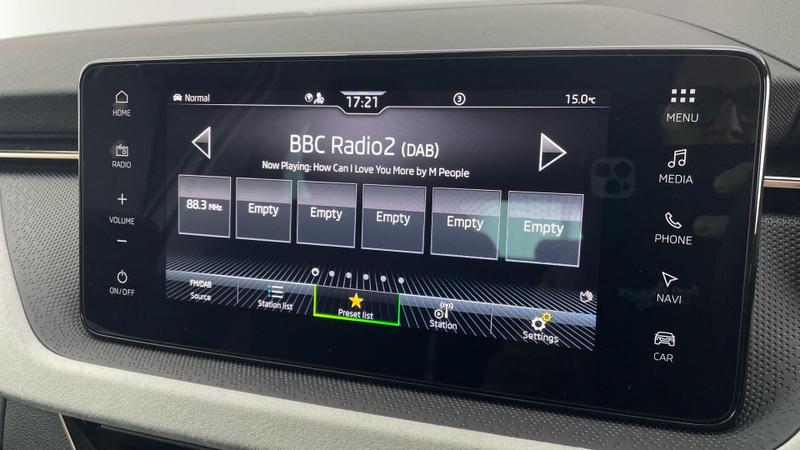 HOME
RADIO
+
VOLUME
−
ON/OFF
Normal
17:21
3
15.0°C
BBC Radio2 (DAB)
Now Playing: How Can I Love You More by M People
88.3 MHz
Empty
Empty
Empty
Empty
Empty
FM/DAB
Source
Station list
Preset list
Station
Settings
MENU
MEDIA
PHONE
NAVI
CAR